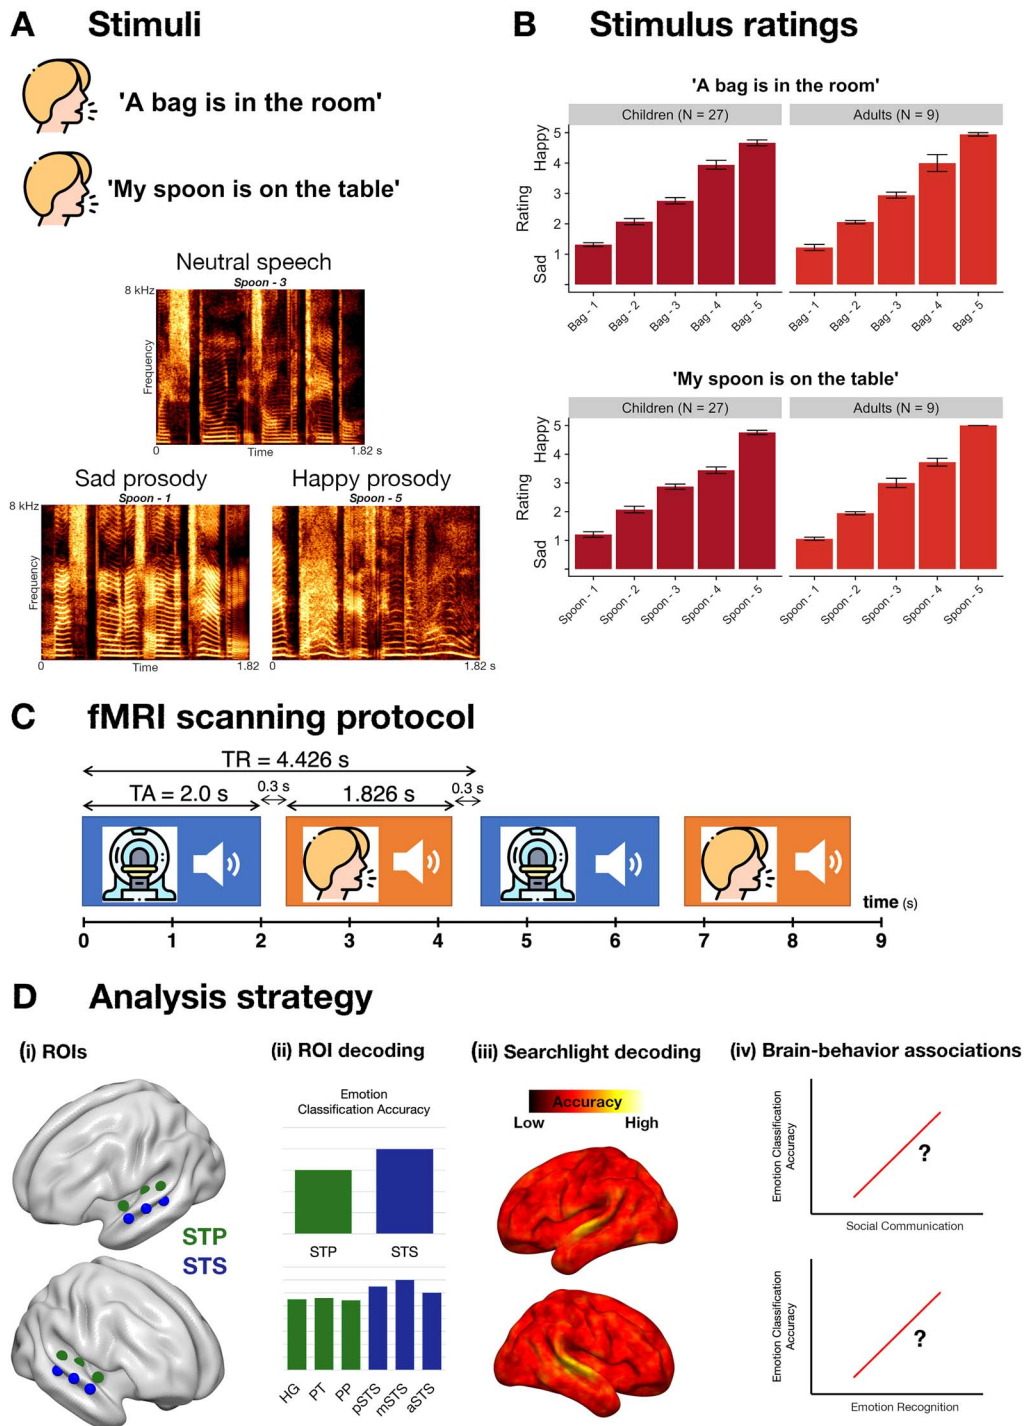 A Stimuli
'A bag is in the room'
'My spoon is on the table'
Neutral speech
Spoon - 3
8 kHz
Frequency
0 Time 1.82 s
Sad prosody
Spoon - 1
8 kHz
Frequency
0 Time 1.82
Happy prosody
Spoon - 5
0 1.82 s
B Stimulus ratings
'A bag is in the room'
Children (N = 27)
Adults (N = 9)
Sad Rating Happy
5
4
3
2
1
Bag - 1
Bag - 2
Bag - 3
Bag - 4
Bag - 5
Bag - 1
Bag - 2
Bag - 3
Bag - 4
Bag - 5
'My spoon is on the table'
Children (N = 27)
Adults (N = 9)
Sad Rating Happy
5
4
3
2
1
Spoon - 1
Spoon - 2
Spoon - 3
Spoon - 4
Spoon - 5
Spoon - 1
Spoon - 2
Spoon - 3
Spoon - 4
Spoon - 5
C fMRI scanning protocol
TR = 4.426 s
TA = 2.0 s
0.3 s
1.826 s
0.3 s
time (s)
0 1 2 3 4 5 6 7 8 9
D Analysis strategy
(i) ROIs
STP
STS
(ii) ROI decoding
Emotion
Classification Accuracy
STP STS
HG PT PP pSTS mSTS aSTS
(iii) Searchlight decoding
Accuracy
Low High
(iv) Brain-behavior associations
Emotion Classification
Accuracy
?
Social Communication
Emotion Classification
Accuracy
?
Emotion Recognition